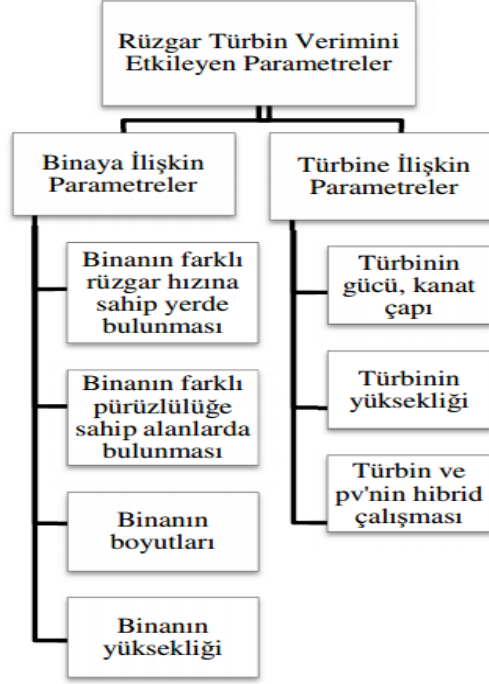 Rüzgar Türbin Verimini
Etkileyen Parametreler
Binaya İlişkin
Parametreler
Binanın farklı
rüzgar hızına
sahip yerde
bulunması
Binanın farklı
pürüzlülüğe
sahip alanlarda
bulunması
Binanın
boyutları
Binanın
yüksekliği
Türbine İlişkin
Parametreler
Türbinin
gücü, kanat
çapı
Türbinin
yüksekliği
Türbin ve
pv'nin hibrid
çalışması